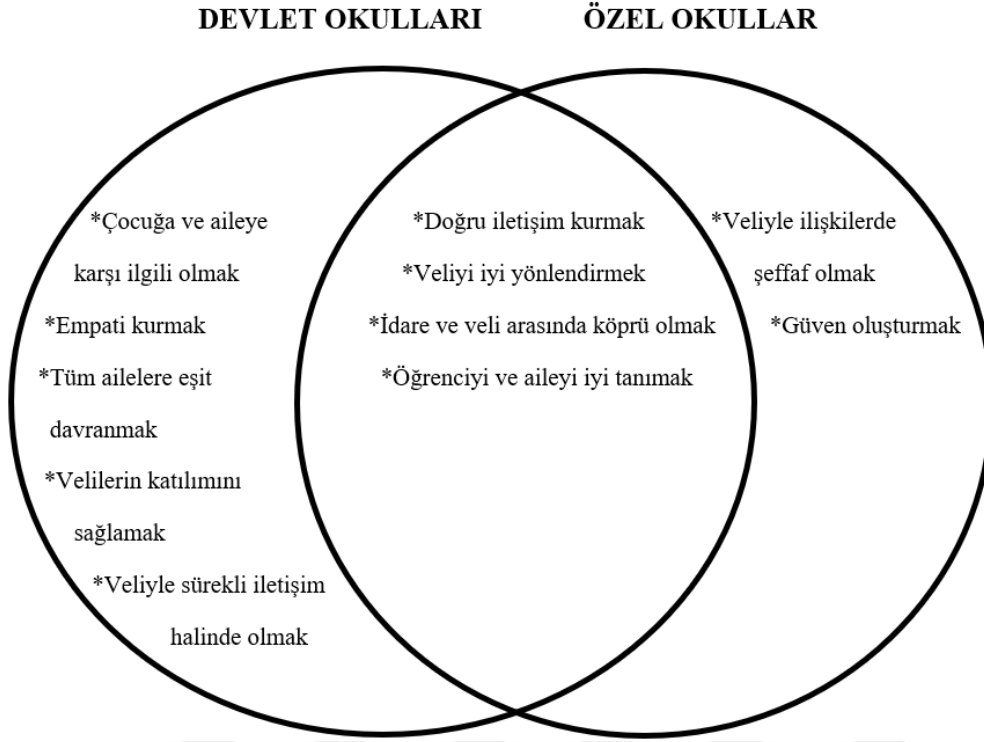 DEVLET OKULLARI
ÖZEL OKULLAR
*Çocuğa ve aileye
karşı ilgili olmak
*Empati kurmak
*Tüm ailelere eşit
davranmak
*Velilerin katılımını
sağlamak
*Veliyle sürekli iletişim
halinde olmak
*Doğru iletişim kurmak
*Veliyi iyi yönlendirmek
*İdare ve veli arasında köprü olmak
*Öğrenciyi ve aileyi iyi tanımak
*Veliyle ilişkilerde
şeffaf olmak
*Güven oluşturmak